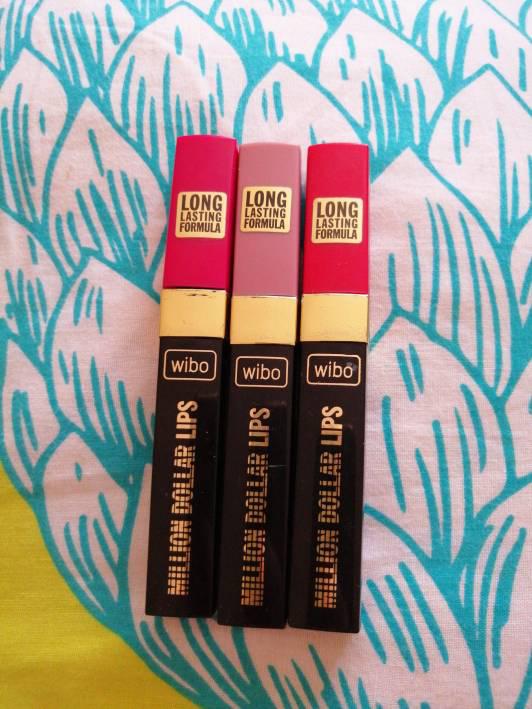 LONG
LASTING
FORMULA
wibo
MILLION DOLLAR LIPS
LONG
LASTING
FORMULA
wibo
MILLION DOLLAR LIPS
LONG
LASTING
FORMULA
wibo
MILLION DOLLAR LIPS